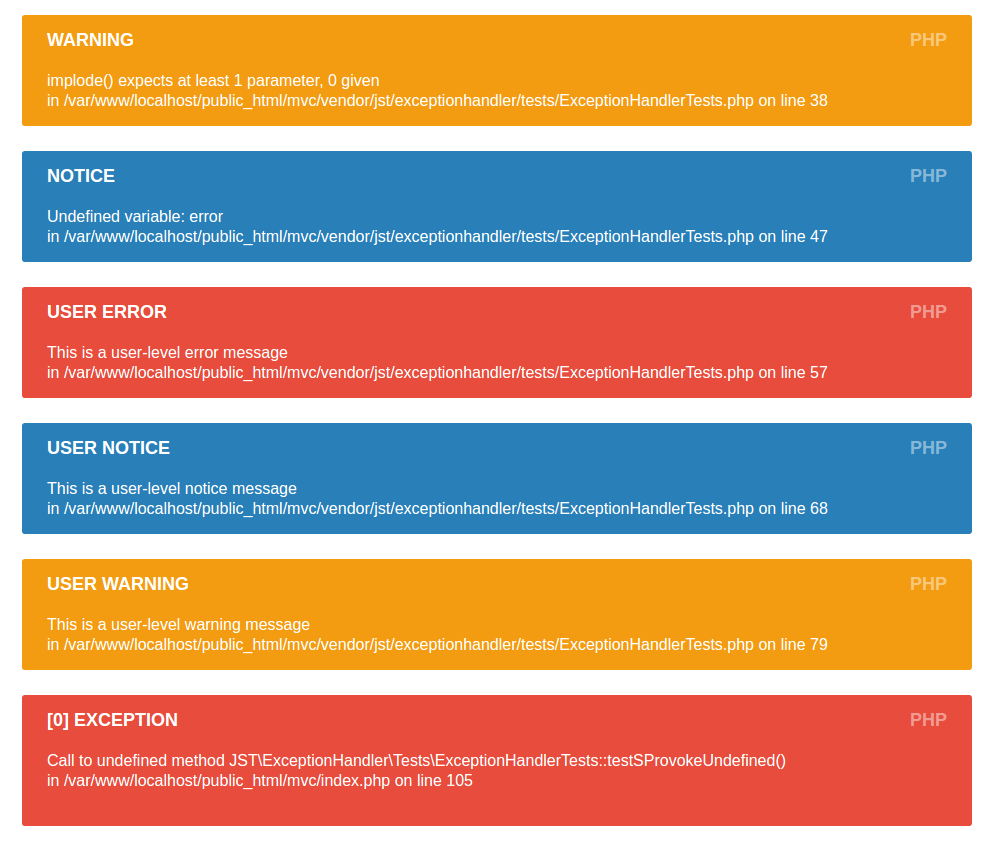 WARNING PHP
implode() expects at least 1 parameter, 0 given
in /var/www/localhost/public_html/mvc/vendor/jst/exceptionhandler/tests/ExceptionHandlerTests.php on line 38
NOTICE PHP
Undefined variable: error
in /var/www/localhost/public_html/mvc/vendor/jst/exceptionhandler/tests/ExceptionHandlerTests.php on line 47
USER ERROR PHP
This is a user-level error message
in /var/www/localhost/public_html/mvc/vendor/jst/exceptionhandler/tests/ExceptionHandlerTests.php on line 57
USER NOTICE PHP
This is a user-level notice message
in /var/www/localhost/public_html/mvc/vendor/jst/exceptionhandler/tests/ExceptionHandlerTests.php on line 68
USER WARNING PHP
This is a user-level warning message
in /var/www/localhost/public_html/mvc/vendor/jst/exceptionhandler/tests/ExceptionHandlerTests.php on line 79
[0] EXCEPTION PHP
Call to undefined method JST\ExceptionHandler\Tests\ExceptionHandlerTests::testSProvokeUndefined()
in /var/www/localhost/public_html/mvc/index.php on line 105